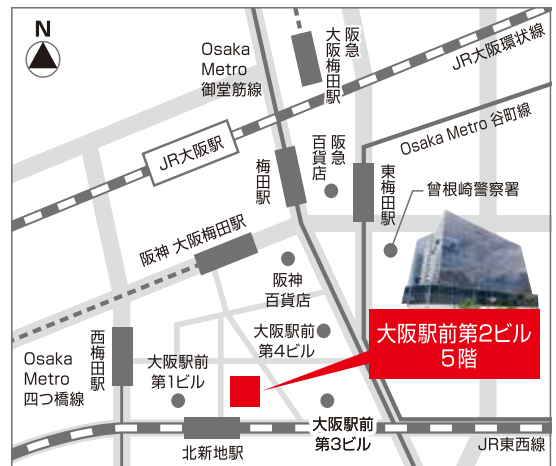 N
Osaka
Metro
御堂筋線
阪急
大阪梅田駅
JR大阪環状線
Osaka Metro 谷町線
JR大阪駅
梅田駅
阪急
百貨店
東梅田駅
曾根崎警察署
阪神 大阪梅田駅
阪神
百貨店
大阪駅前
第4ビル
大阪駅前第2ビル
5階
西梅田駅
Osaka
Metro
四つ橋線
大阪駅前
第1ビル
大阪駅前
第3ビル
北新地駅
JR東西線